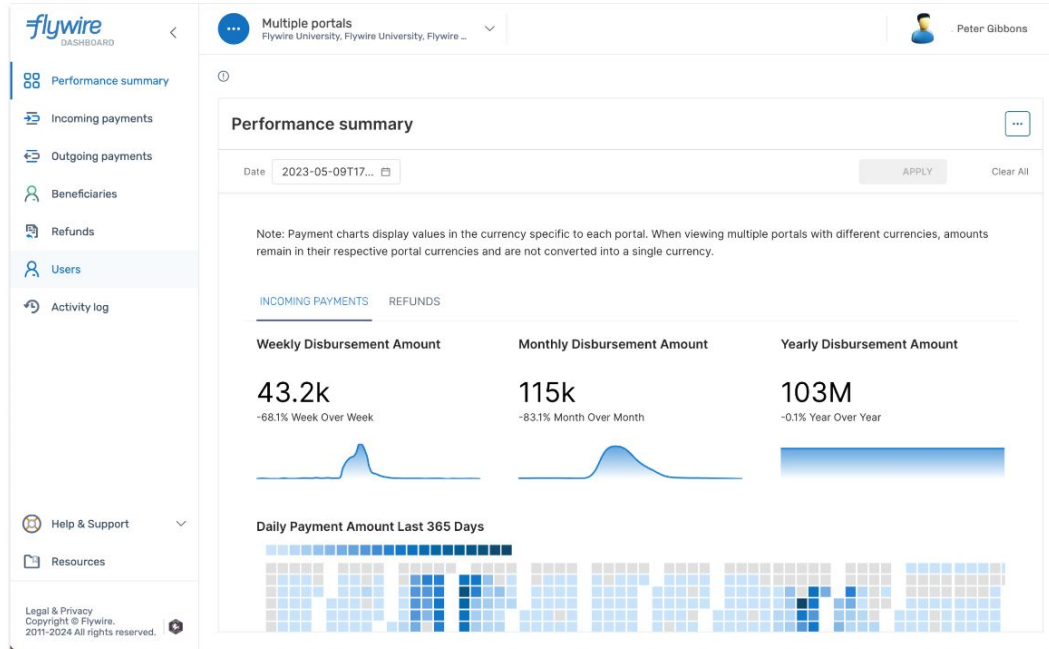 flywire
DASHBOARD
Multiple portals
Flywire University, Flywire University, Flywire ...
Peter Gibbons
Performance summary
Incoming payments
Outgoing payments
Beneficiaries
Refunds
Users
Activity log
Help & Support
Resources
Legal & Privacy
Copyright © Flywire.
2011-2024 All rights reserved.
Performance summary
Date
2023-05-09T17...
APPLY
Clear All
Note: Payment charts display values in the currency specific to each portal. When viewing multiple portals with different currencies, amounts
remain in their respective portal currencies and are not converted into a single currency.
INCOMING PAYMENTS
REFUNDS
Weekly Disbursement Amount
43.2k
-68.1% Week Over Week
Monthly Disbursement Amount
115k
-83.1% Month Over Month
Yearly Disbursement Amount
103M
-0.1% Year Over Year
Daily Payment Amount Last 365 Days